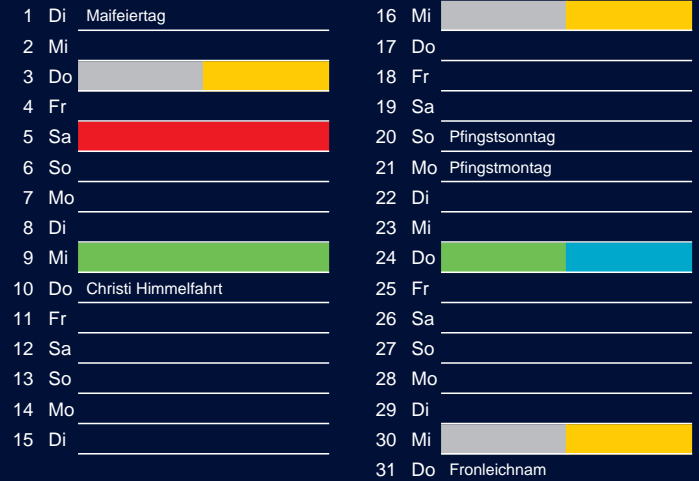 1 Di Maifeiertag
2 Mi
3 Do
4 Fr
5 Sa
6 So
7 Mo
8 Di
9 Mi
10 Do Christi Himmelfahrt
11 Fr
12 Sa
13 So
14 Mo
15 Di
16 Mi
17 Do
18 Fr
19 Sa
20 So Pfingstsonntag
21 Mo Pfingstmontag
22 Di
23 Mi
24 Do
25 Fr
26 Sa
27 So
28 Mo
29 Di
30 Mi
31 Do Fronleichnam